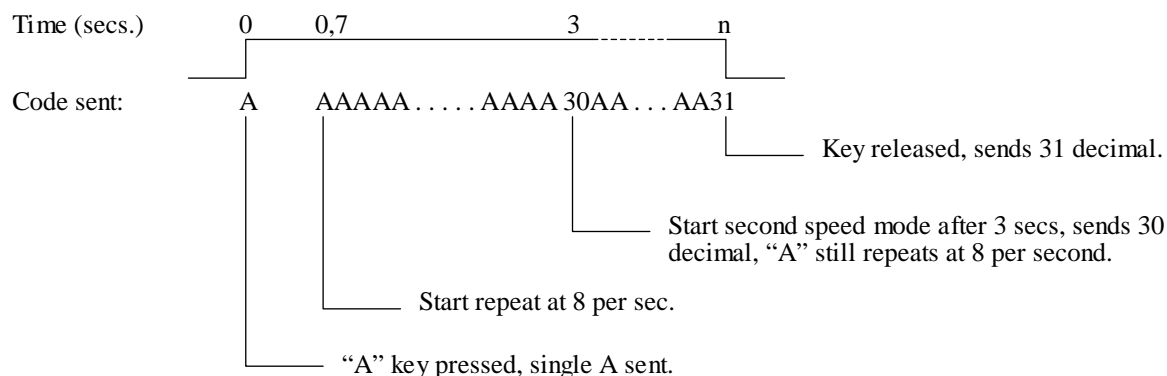 Time (secs.) 0 0,7 3 n
Code sent: A AAAAA . . . . . AAAA 30AA . . . AA31
Key released, sends 31 decimal.
Start second speed mode after 3 secs, sends 30
decimal, “A” still repeats at 8 per second.
Start repeat at 8 per sec.
“A” key pressed, single A sent.